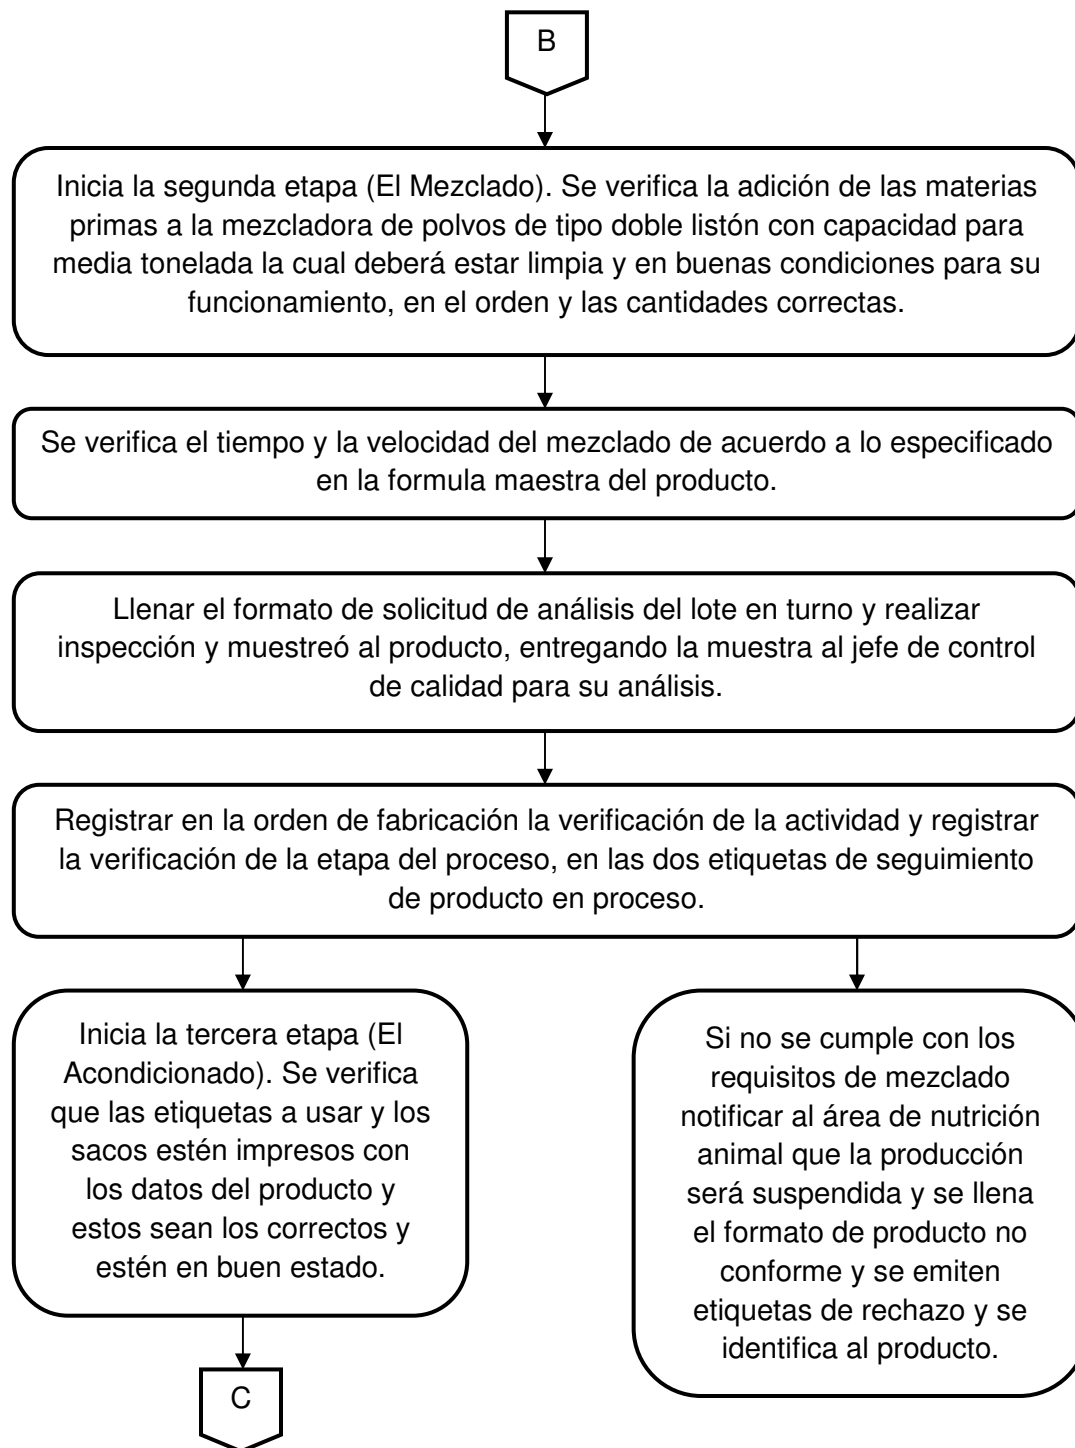 B
Inicia la segunda etapa (El Mezclado). Se verifica la adición de las materias
primas a la mezcladora de polvos de tipo doble listón con capacidad para
media tonelada la cual deberá estar limpia y en buenas condiciones para su
funcionamiento, en el orden y las cantidades correctas.
Se verifica el tiempo y la velocidad del mezclado de acuerdo a lo especificado
en la formula maestra del producto.
Llenar el formato de solicitud de análisis del lote en turno y realizar
inspección y muestreó al producto, entregando la muestra al jefe de control
de calidad para su análisis.
Registrar en la orden de fabricación la verificación de la actividad y registrar
la verificación de la etapa del proceso, en las dos etiquetas de seguimiento
de producto en proceso.
Inicia la tercera etapa (El
Acondicionado). Se verifica
que las etiquetas a usar y los
sacos estén impresos con
los datos del producto y
estos sean los correctos y
estén en buen estado.
Si no se cumple con los
requisitos de mezclado
notificar al área de nutrición
animal que la producción
será suspendida y se llena
el formato de producto no
conforme y se emiten
etiquetas de rechazo y se
identifica al producto.
C